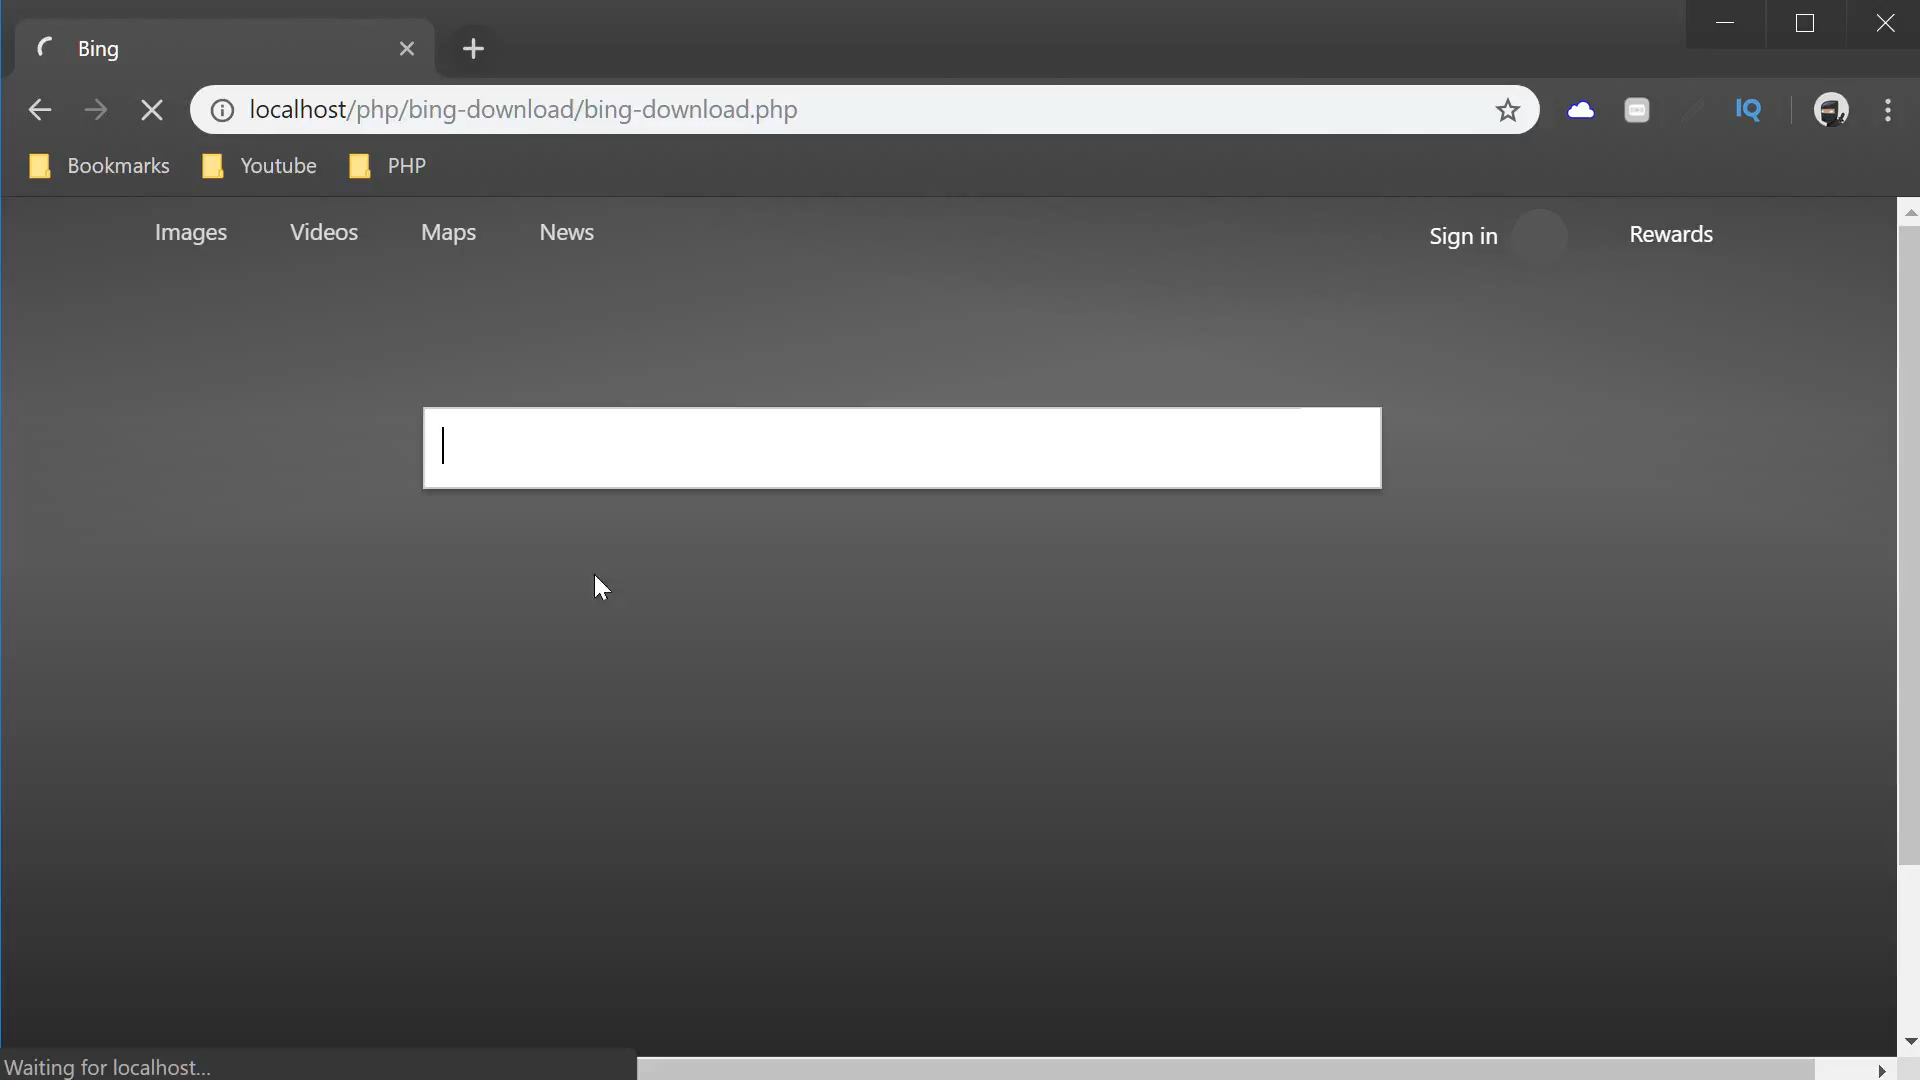 Bing
localhost/php/bing-download/bing-download.php
IQ
Bookmarks Youtube PHP
Images Videos Maps News Sign in Rewards
Waiting for localhost...